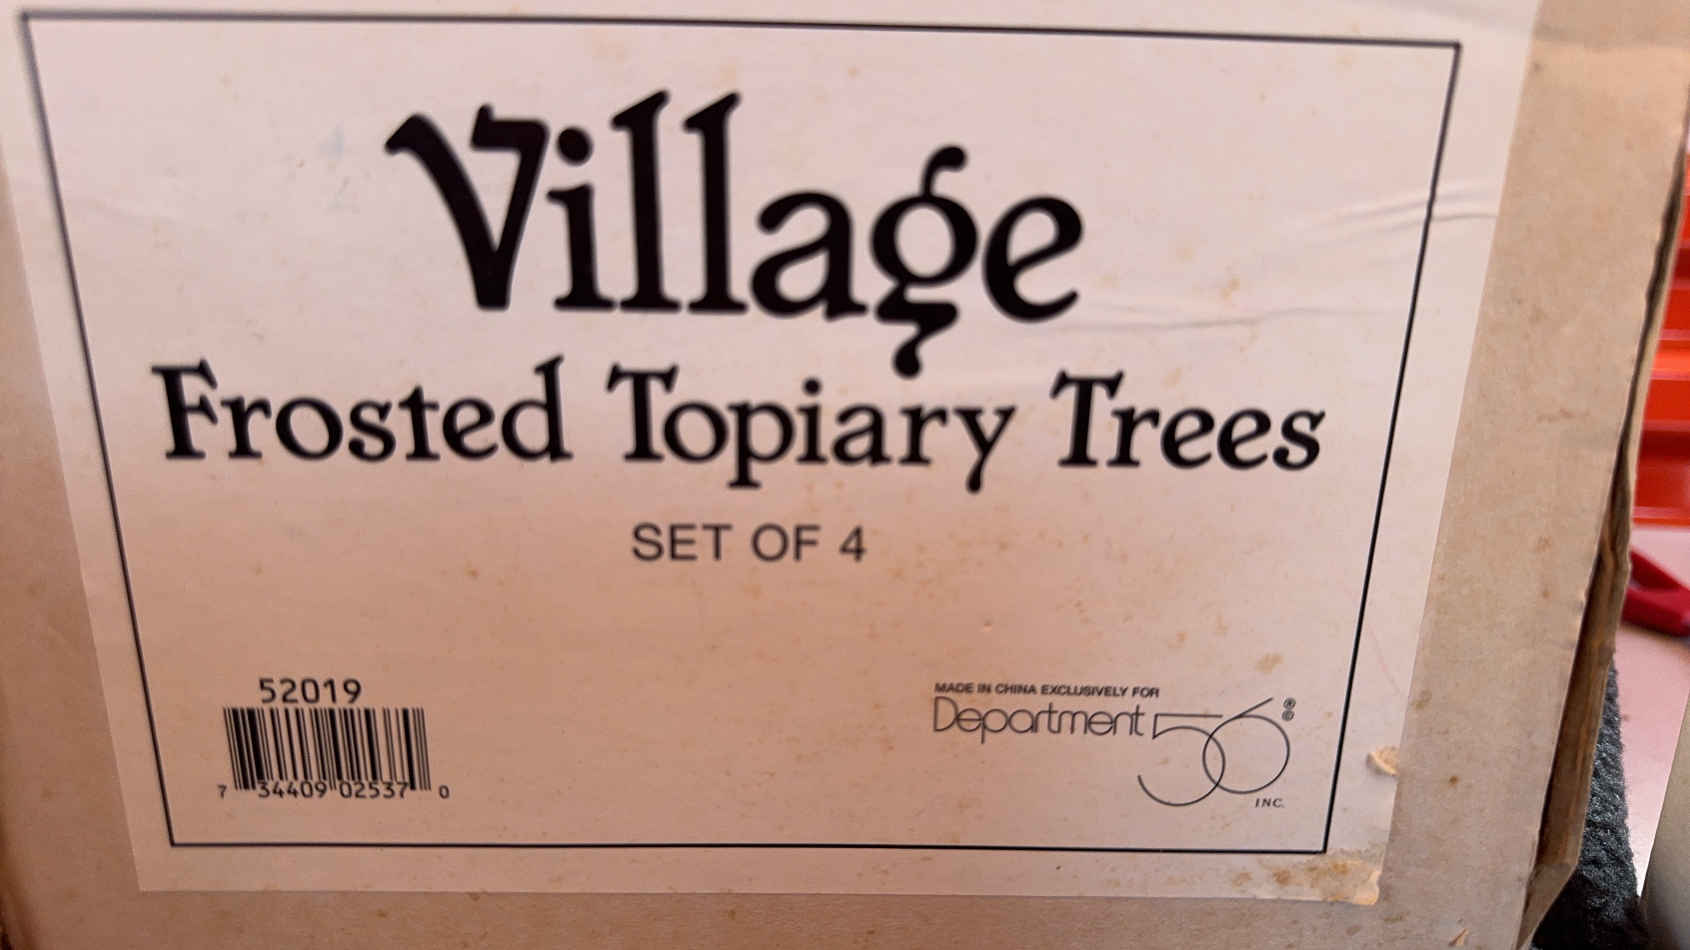 Village
Frosted Topiary Trees
SET OF 4
52019
7 34409 02537 0
MADE IN CHINA EXCLUSIVELY FOR
Department 56 ® ©
INC.